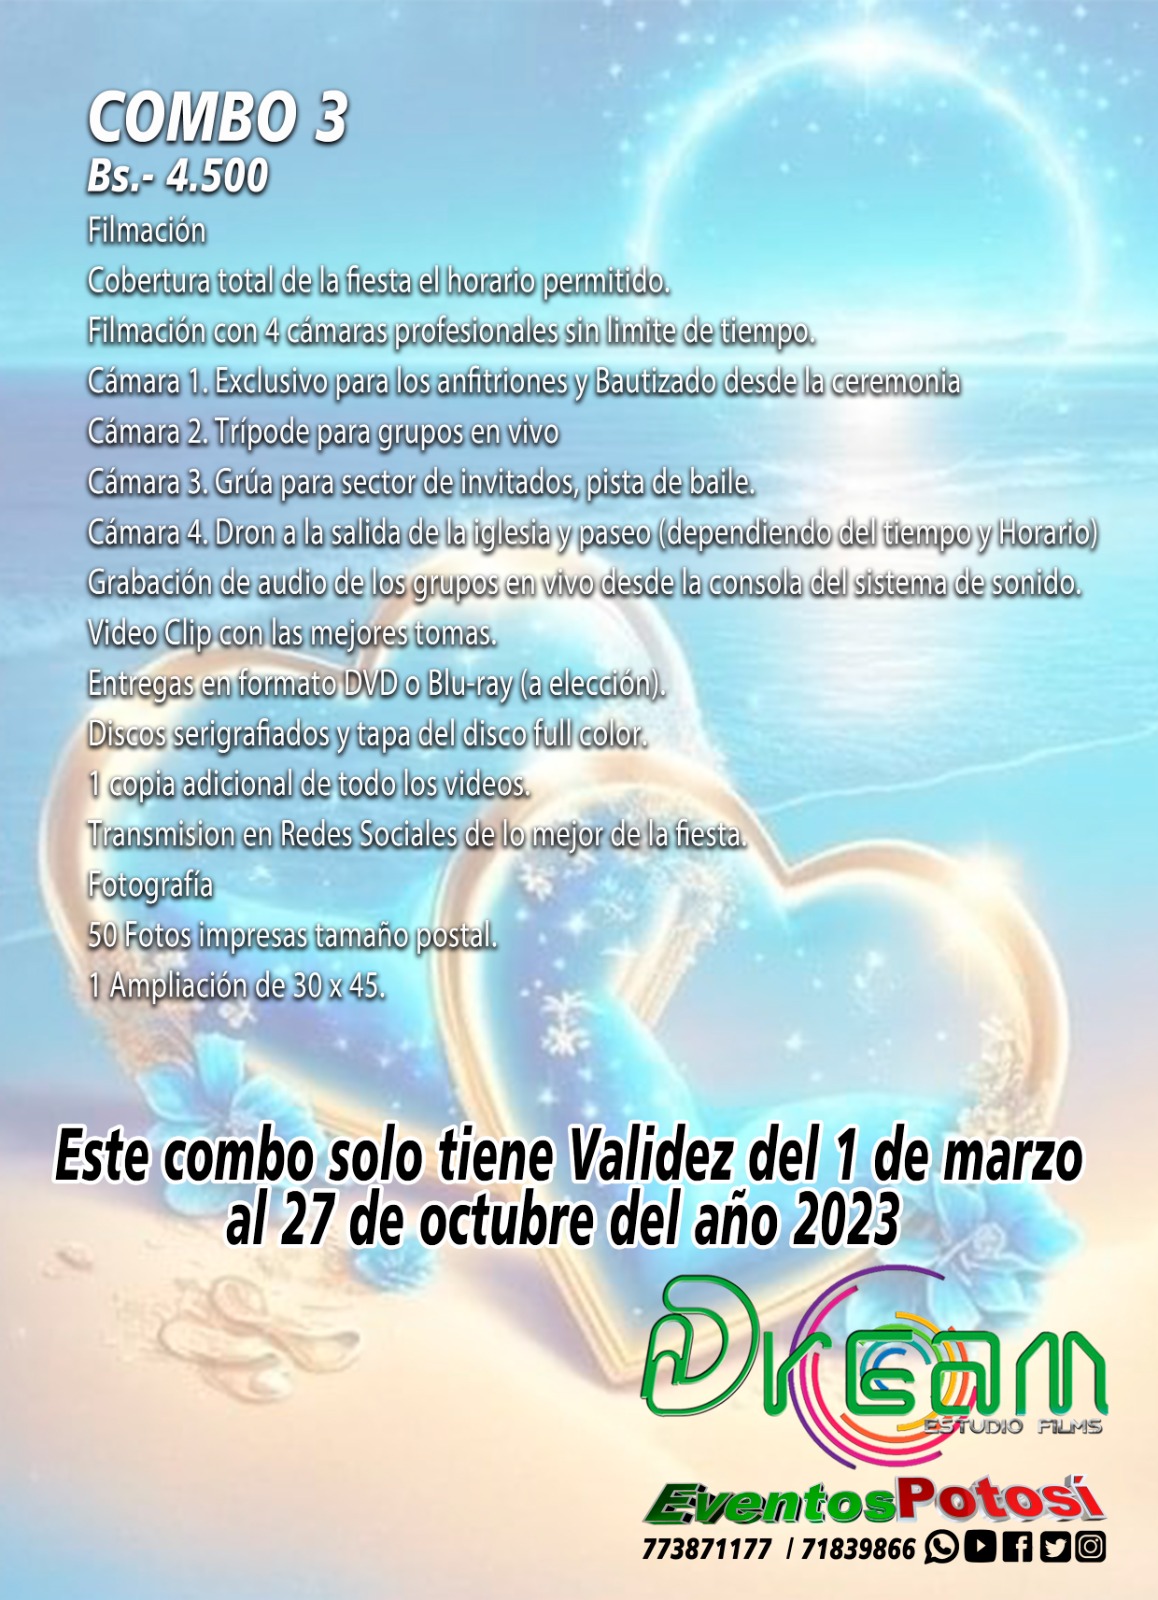 COMBO 3
Bs.- 4.500
Filmación
Cobertura total de la fiesta el horario permitido.
Filmación con 4 cámaras profesionales sin limite de tiempo.
Cámara 1. Exclusivo para los anfitriones y Bautizado desde la ceremonia
Cámara 2. Trípode para grupos en vivo
Cámara 3. Grúa para sector de invitados, pista de baile.
Cámara 4. Dron a la salida de la iglesia y paseo (dependiendo del tiempo y Horario)
Grabación de audio de los grupos en vivo desde la consola del sistema de sonido.
Video Clip con las mejores tomas.
Entregas en formato DVD o Blu-ray (a elección).
Discos serigrafiados y tapa del disco full color.
1 copia adicional de todo los videos.
Transmision en Redes Sociales de lo mejor de la fiesta.
Fotografía
50 Fotos impresas tamaño postal.
1 Ampliación de 30 x 45.
Este combo solo tiene Validez del 1 de marzo
al 27 de octubre del año 2023
Dream
ESTUDIO FILMS
EventosPotosí
773871177 / 71839866